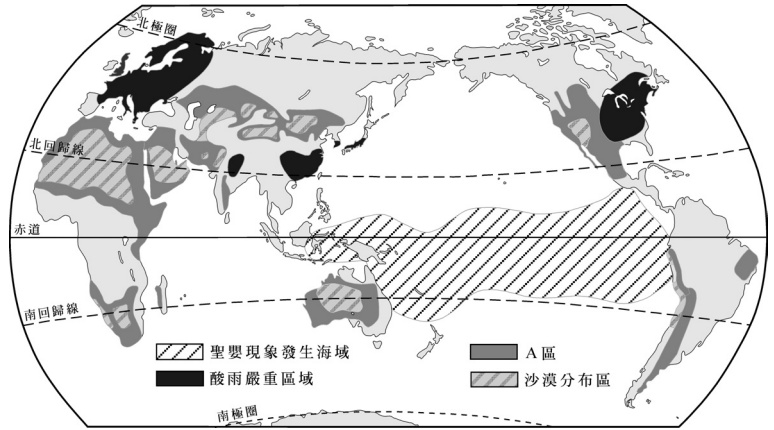 北極圈
北回歸線
赤道
南回歸線
聖嬰現象發生海域
A區
酸雨嚴重區域
沙漠分布區
南極圈